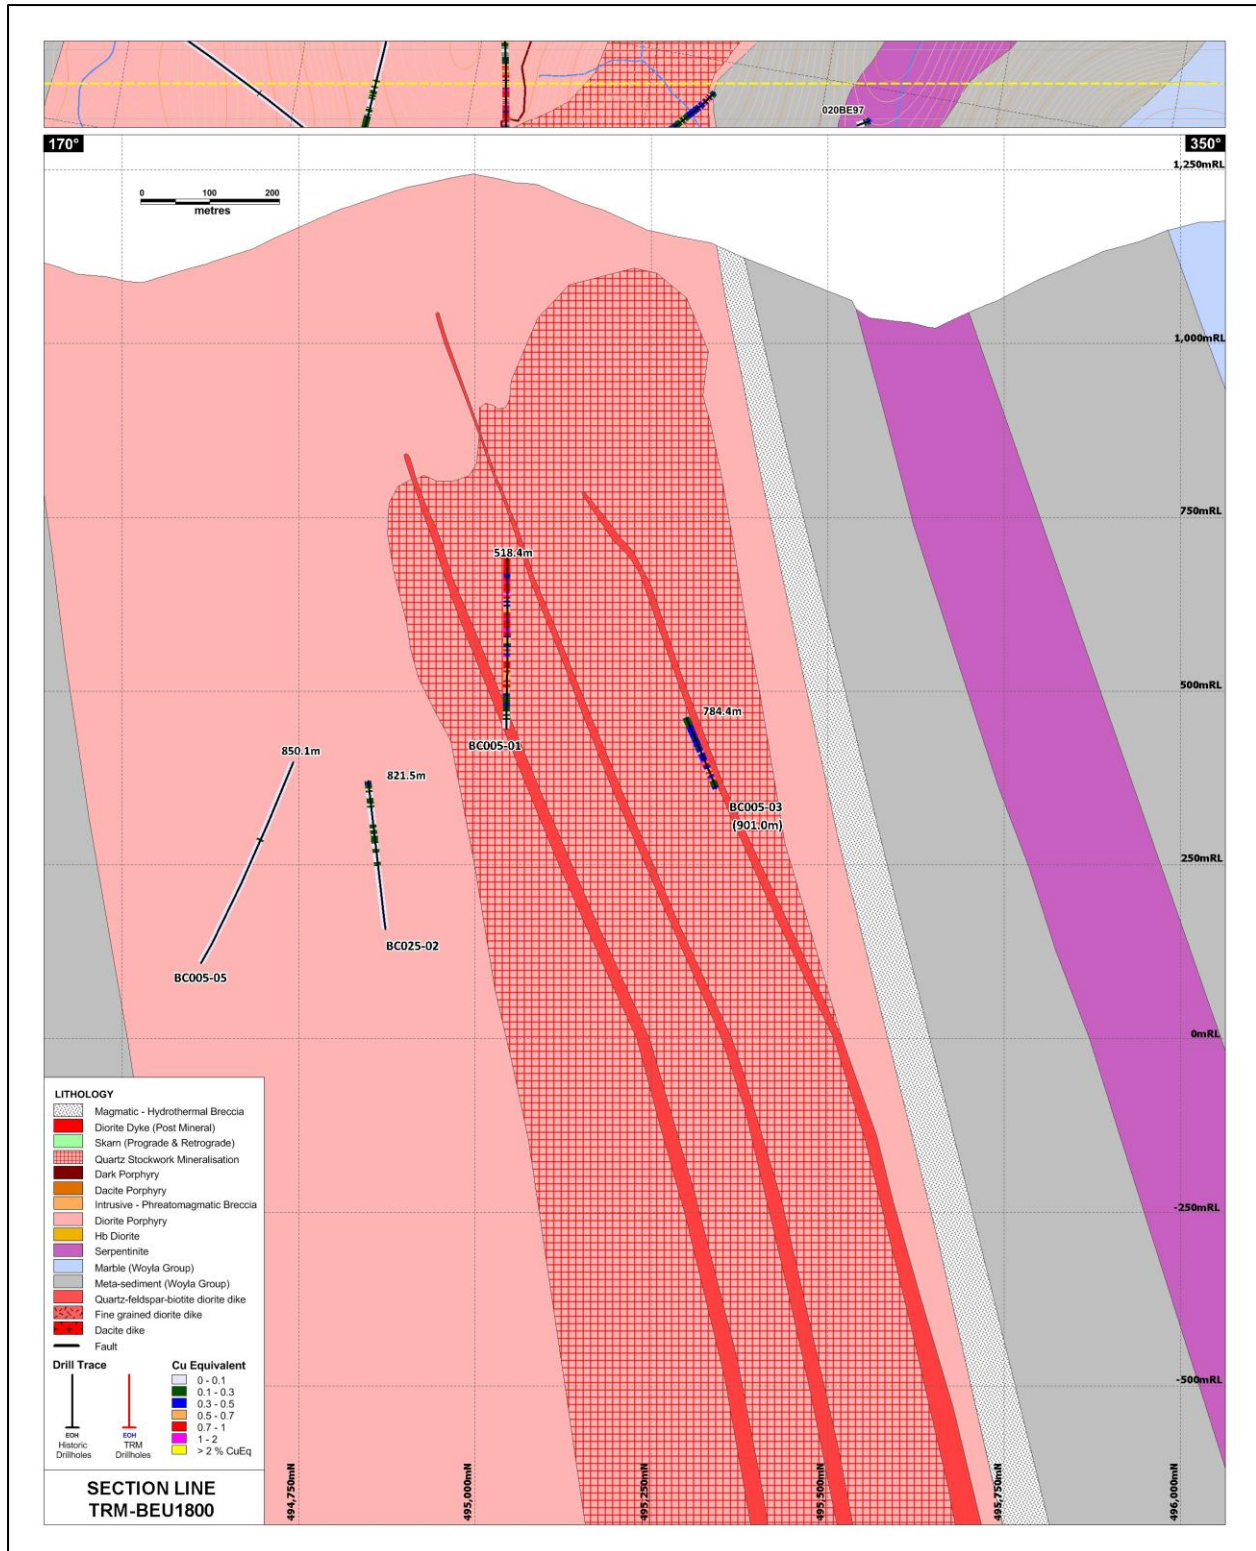 020BE97
170°
350°
1,250mRL
0 100 200
metres
1,000mRL
750mRL
518.4m
500mRL
784.4m
BC005-01
850.1m
821.5m
BC005-03
(901.0m)
250mRL
BC025-02
BC005-05
0mRL
LITHOLOGY
Magmatic - Hydrothermal Breccia
Diorite Dyke (Post Mineral)
Skarn (Prograde & Retrograde)
Quartz Stockwork Mineralisation
Dark Porphyry
Dacite Porphyry
Intrusive - Phreatomagmatic Breccia
Diorite Porphyry
Hb Diorite
Serpentinite
Marble (Woyla Group)
Meta-sediment (Woyla Group)
Quartz-feldspar-biotite diorite dike
Fine grained diorite dike
Dacite dike
Fault
-250mRL
-500mRL
Drill Trace
EOH
Historic
Drillholes
EOH
TRM
Drillholes
Cu Equivalent
0 - 0.1
0.1 - 0.3
0.3 - 0.5
0.5 - 0.7
0.7 - 1
1 - 2
> 2 % CuEq
SECTION LINE
TRM-BEU1800
494,750mN
495,000mN
495,250mN
495,500mN
495,750mN
496,000mN